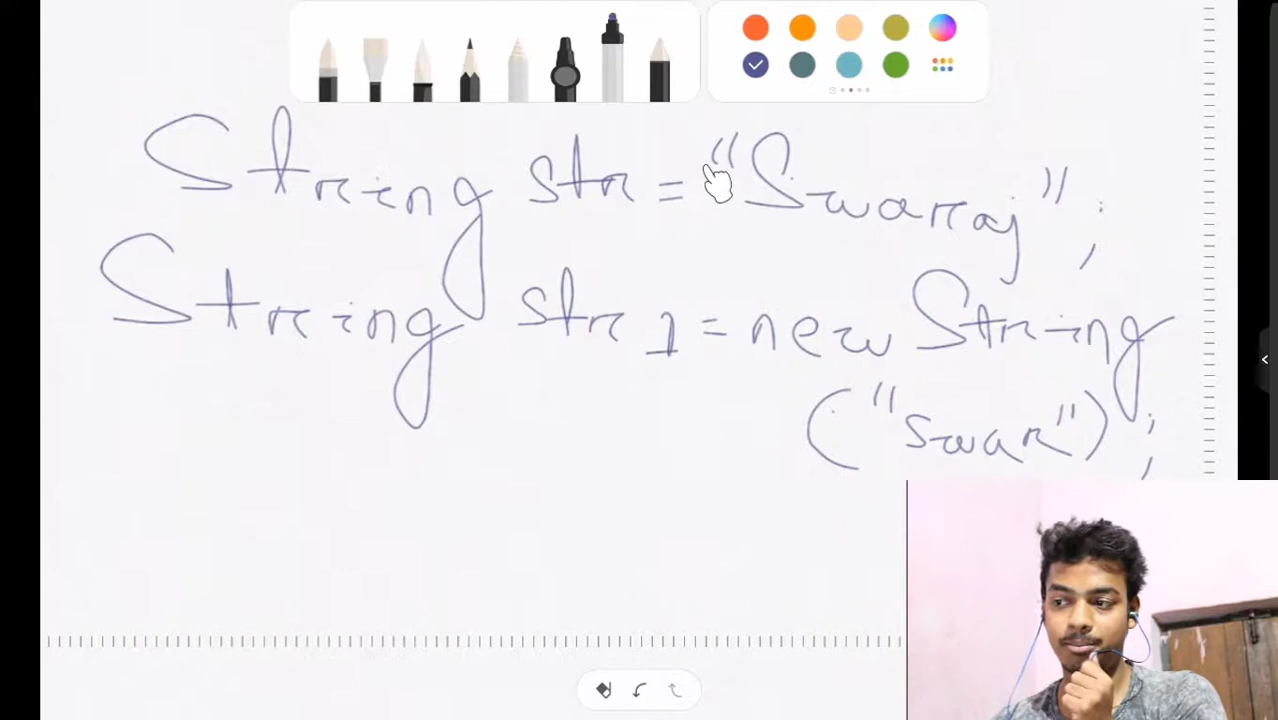 String str = "Swaraj";
String str1 = new String
("swar");